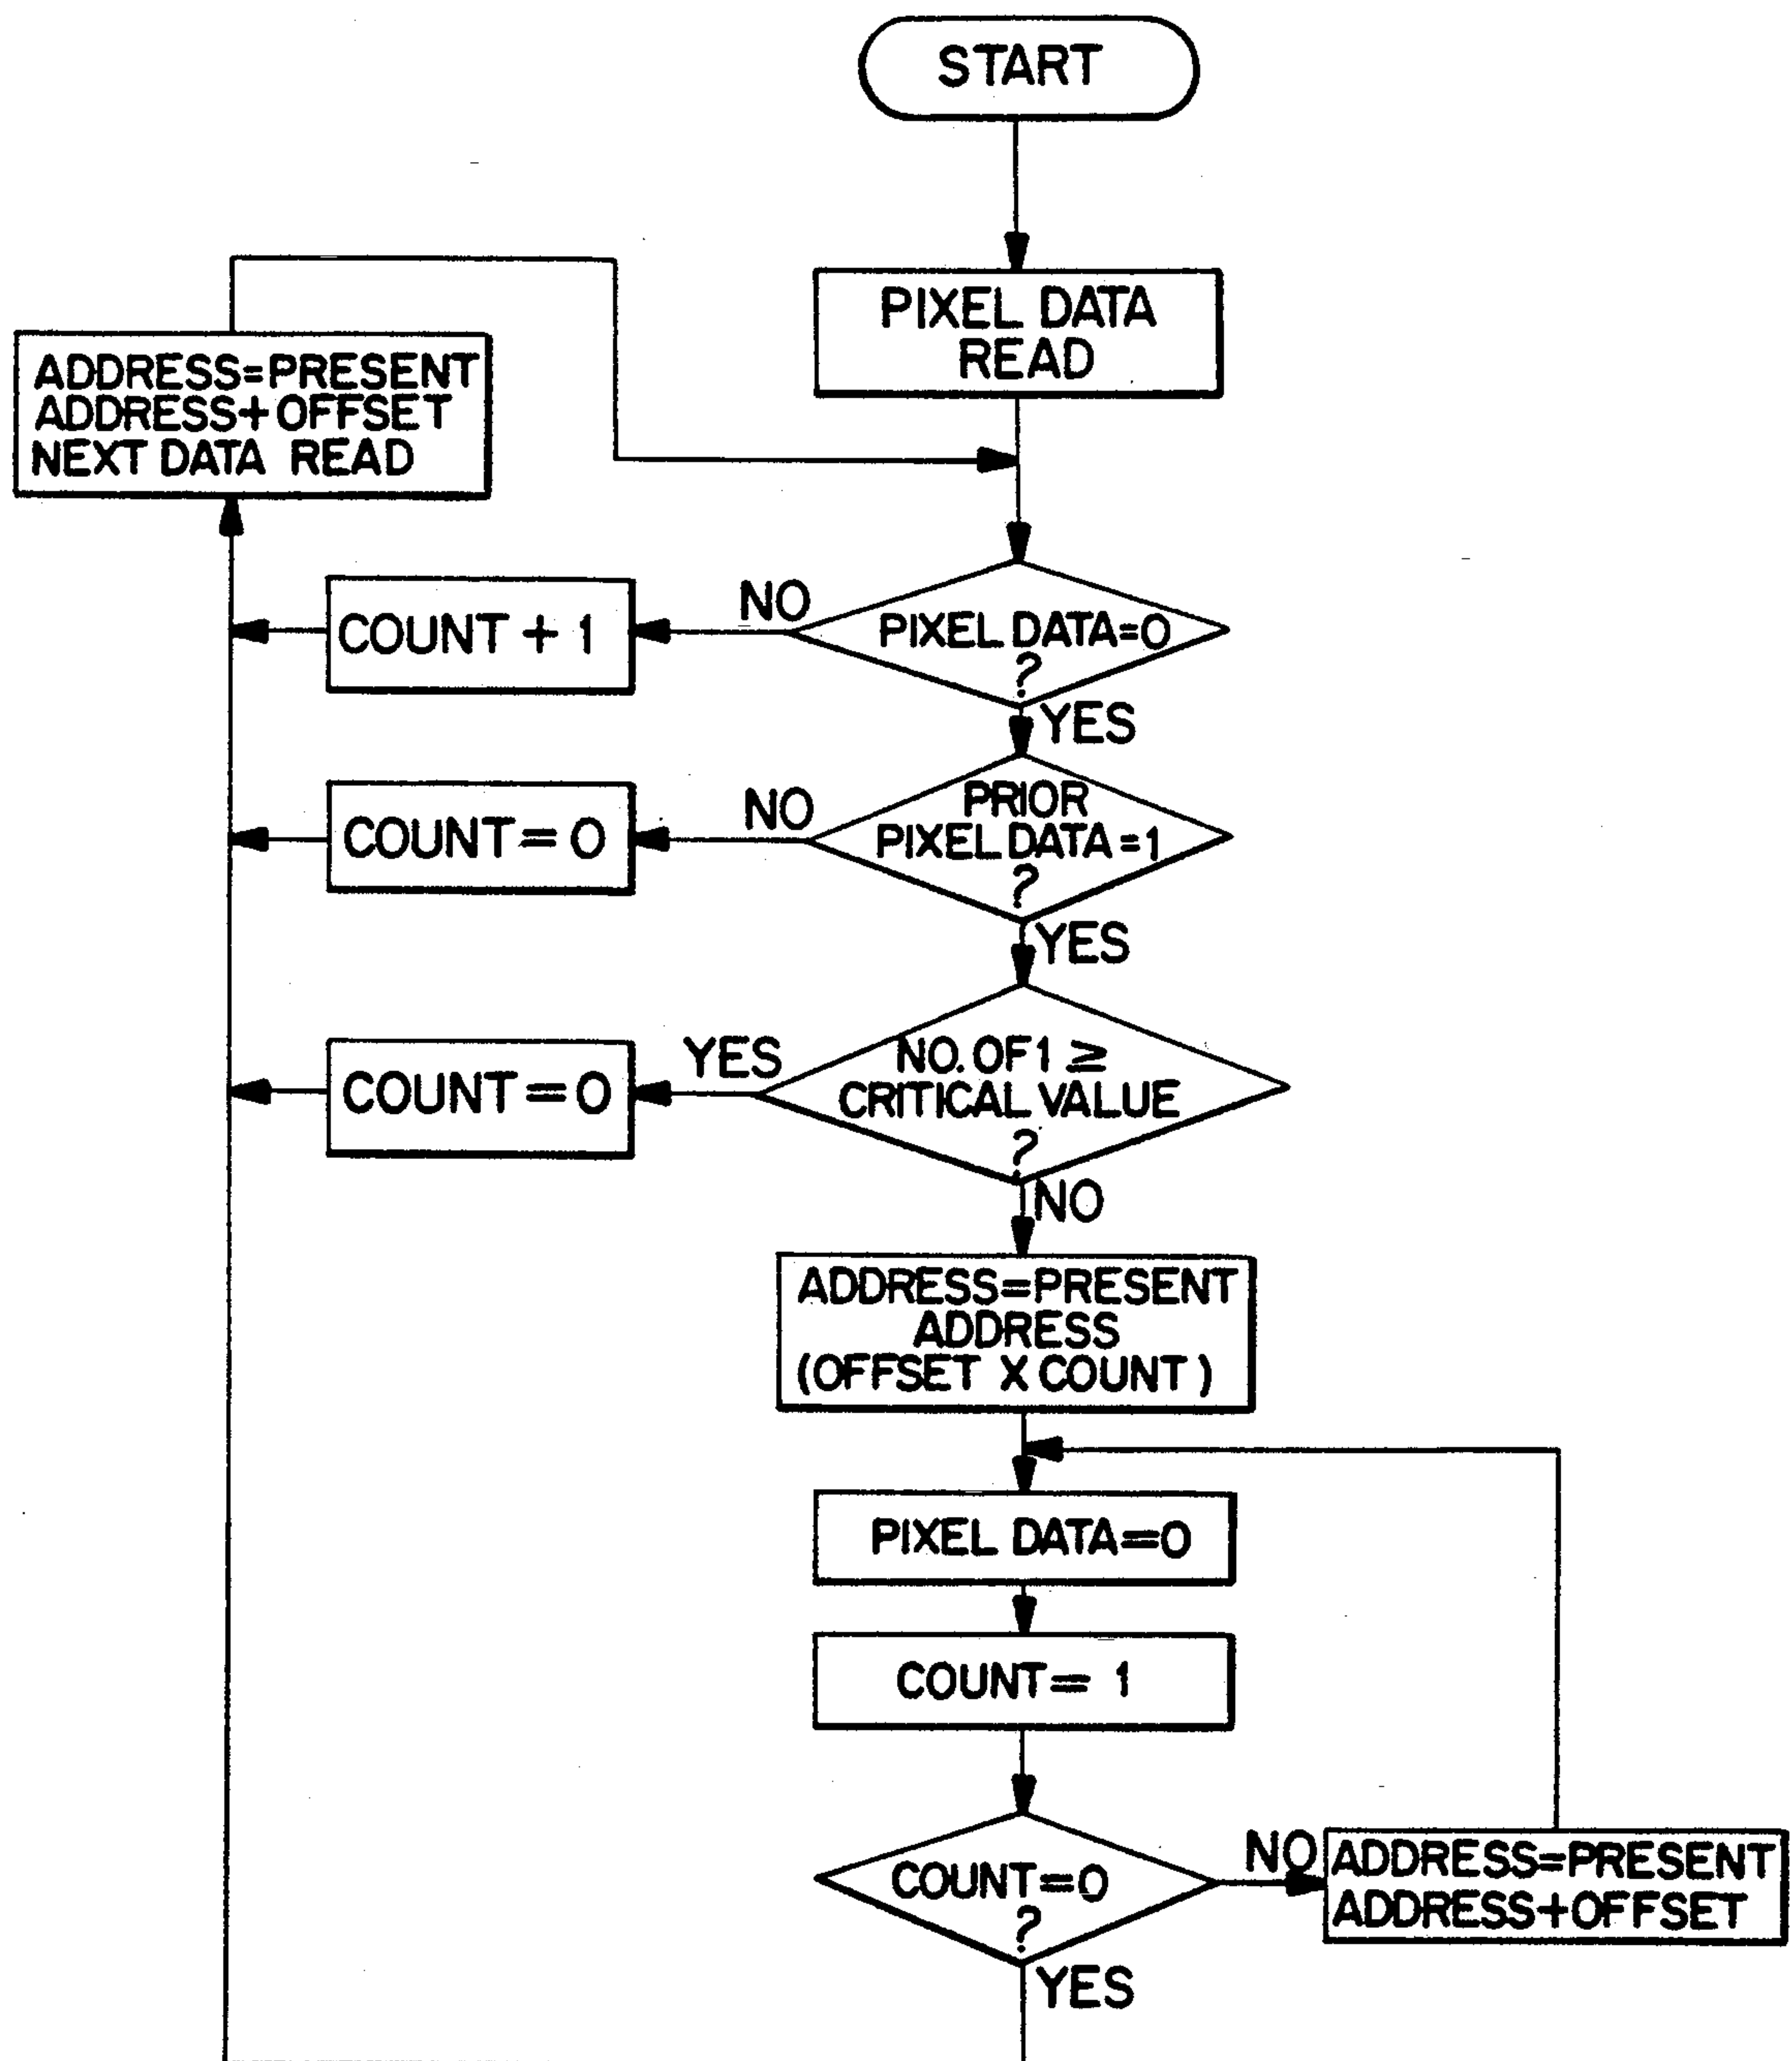 START
PIXEL DATA
READ
ADDRESS=PRESENT
ADDRESS+OFFSET
NEXT DATA READ
PIXEL DATA=0
?
NO
COUNT + 1
YES
PRIOR
PIXEL DATA=1
?
NO
COUNT=0
YES
NO. OF 1 ≥
CRITICAL VALUE
?
YES
COUNT=0
NO
ADDRESS=PRESENT
ADDRESS
(OFFSET X COUNT)
PIXEL DATA=0
COUNT= 1
COUNT=0
?
NO
ADDRESS=PRESENT
ADDRESS+OFFSET
YES